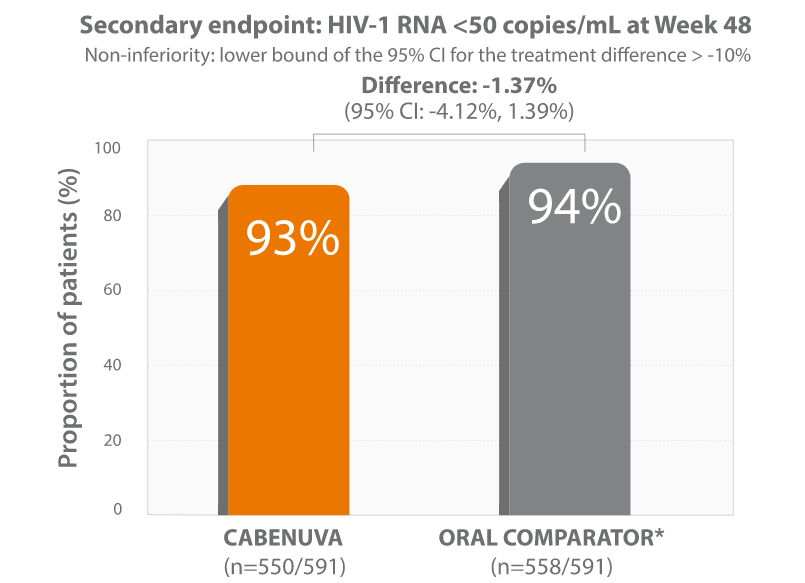 Secondary endpoint: HIV-1 RNA <50 copies/mL at Week 48
Non-inferiority: lower bound of the 95% CI for the treatment difference > -10%
Difference: -1.37%
(95% CI: -4.12%, 1.39%)
Proportion of patients (%)
100
80
60
40
20
0
93%
94%
CABENUVA
(n=550/591)
ORAL COMPARATOR*
(n=558/591)